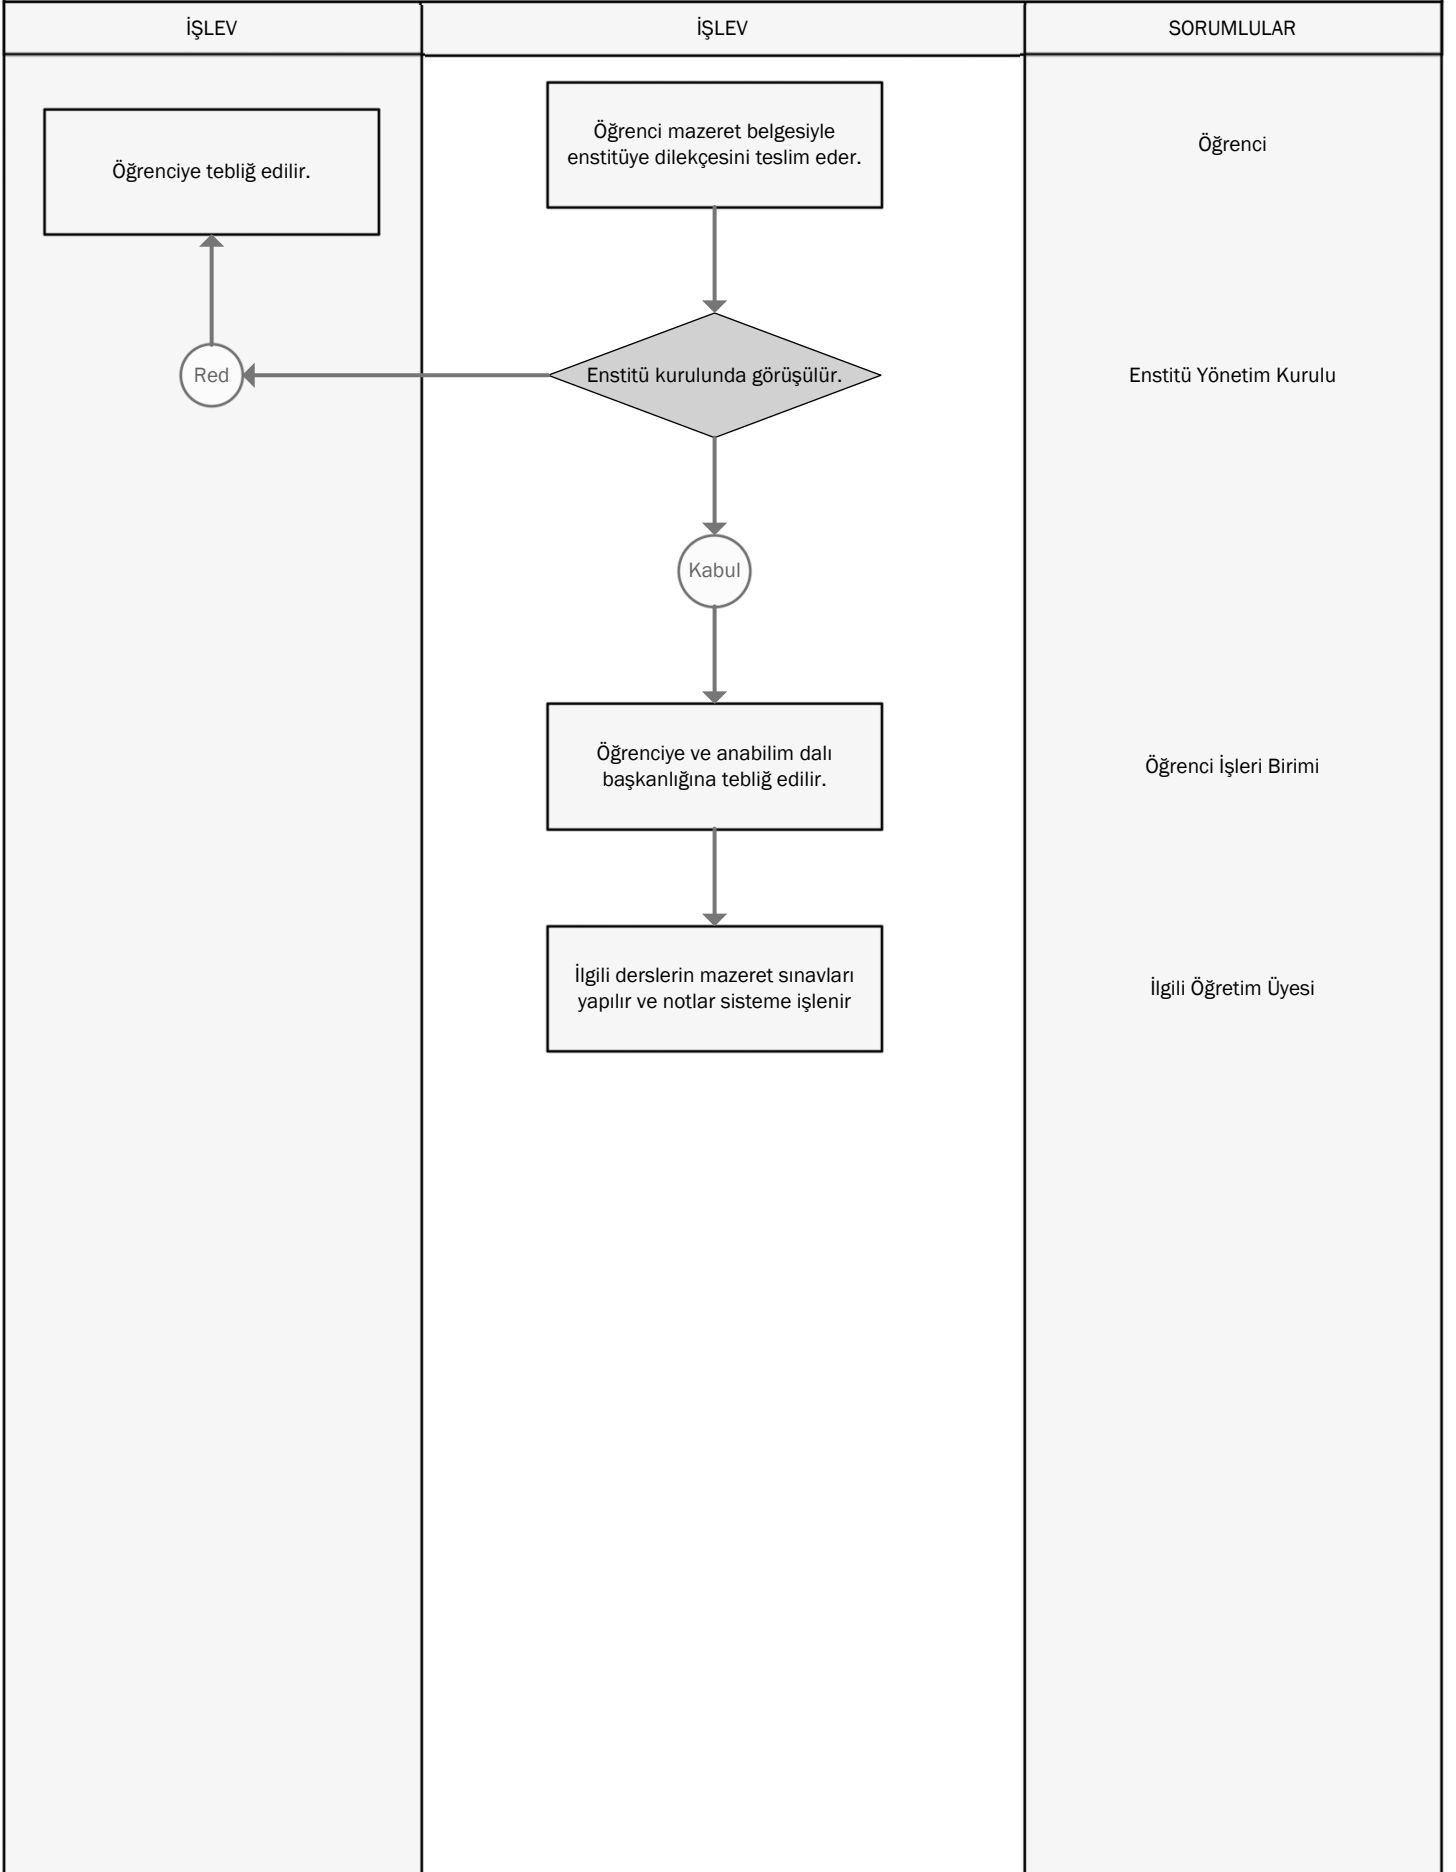 İŞLEV
İŞLEV
SORUMLULAR
Öğrenci mazeret belgesiyle
enstitüye dilekçesini teslim eder.
Öğrenci
Öğrenciye tebliğ edilir.
Red
Enstitü kurulunda görüşülür.
Enstitü Yönetim Kurulu
Kabul
Öğrenciye ve anabilim dalı
başkanlığına tebliğ edilir.
Öğrenci İşleri Birimi
İlgili derslerin mazeret sınavları
yapılır ve notlar sisteme işlenir
İlgili Öğretim Üyesi